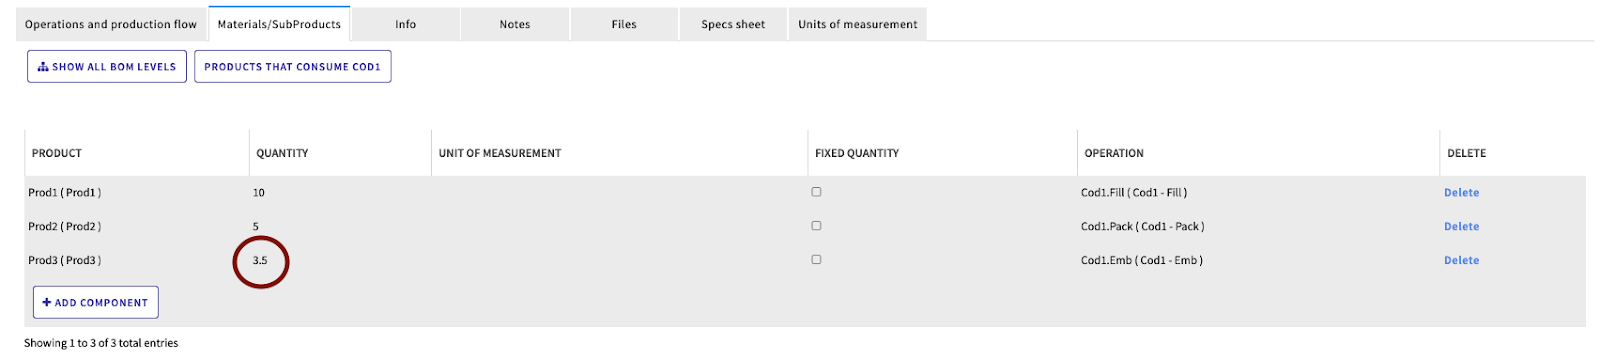 Operations and production flow Materials/SubProducts Info Notes Files Specs sheet Units of measurement
SHOW ALL BOM LEVELS PRODUCTS THAT CONSUME COD1
PRODUCT QUANTITY UNIT OF MEASUREMENT FIXED QUANTITY OPERATION DELETE
Prod1 ( Prod1 ) 10 Cod1.Fill ( Cod1 - Fill ) Delete
Prod2 ( Prod2 ) 5 Cod1.Pack ( Cod1 - Pack ) Delete
Prod3 ( Prod3 ) 3.5 Cod1.Emb ( Cod1 - Emb ) Delete
+ ADD COMPONENT
Showing 1 to 3 of 3 total entries